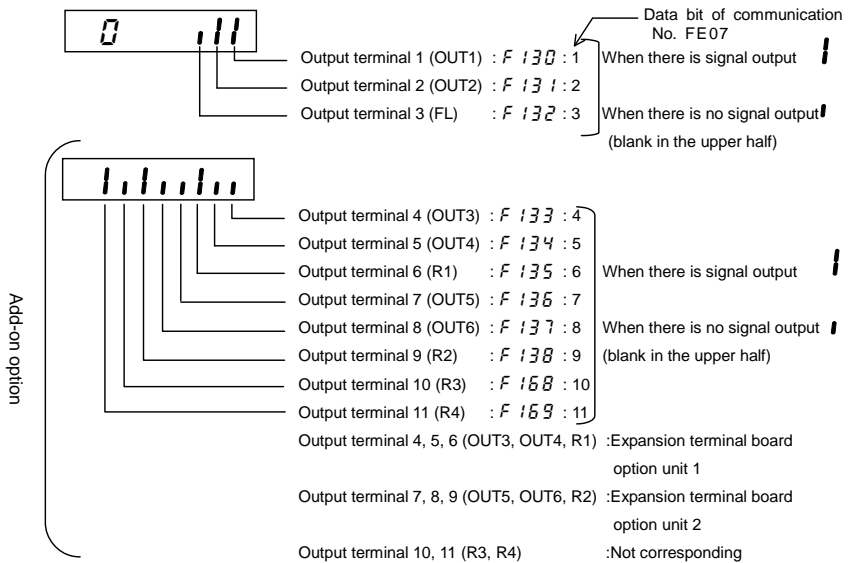 Data bit of communication
No. FE07
0
Output terminal 1 (OUT1) : F130 : 1 When there is signal output
Output terminal 2 (OUT2) : F131 : 2
Output terminal 3 (FL) : F132 : 3 When there is no signal output
(blank in the upper half)
Output terminal 4 (OUT3) : F133 : 4
Output terminal 5 (OUT4) : F134 : 5
Output terminal 6 (R1) : F135 : 6 When there is signal output
Output terminal 7 (OUT5) : F136 : 7
Output terminal 8 (OUT6) : F137 : 8 When there is no signal output
Output terminal 9 (R2) : F138 : 9 (blank in the upper half)
Output terminal 10 (R3) : F168 : 10
Output terminal 11 (R4) : F169 : 11
Output terminal 4, 5, 6 (OUT3, OUT4, R1) :Expansion terminal board
option unit 1
Output terminal 7, 8, 9 (OUT5, OUT6, R2) :Expansion terminal board
option unit 2
Output terminal 10, 11 (R3, R4) :Not corresponding
Add-on option